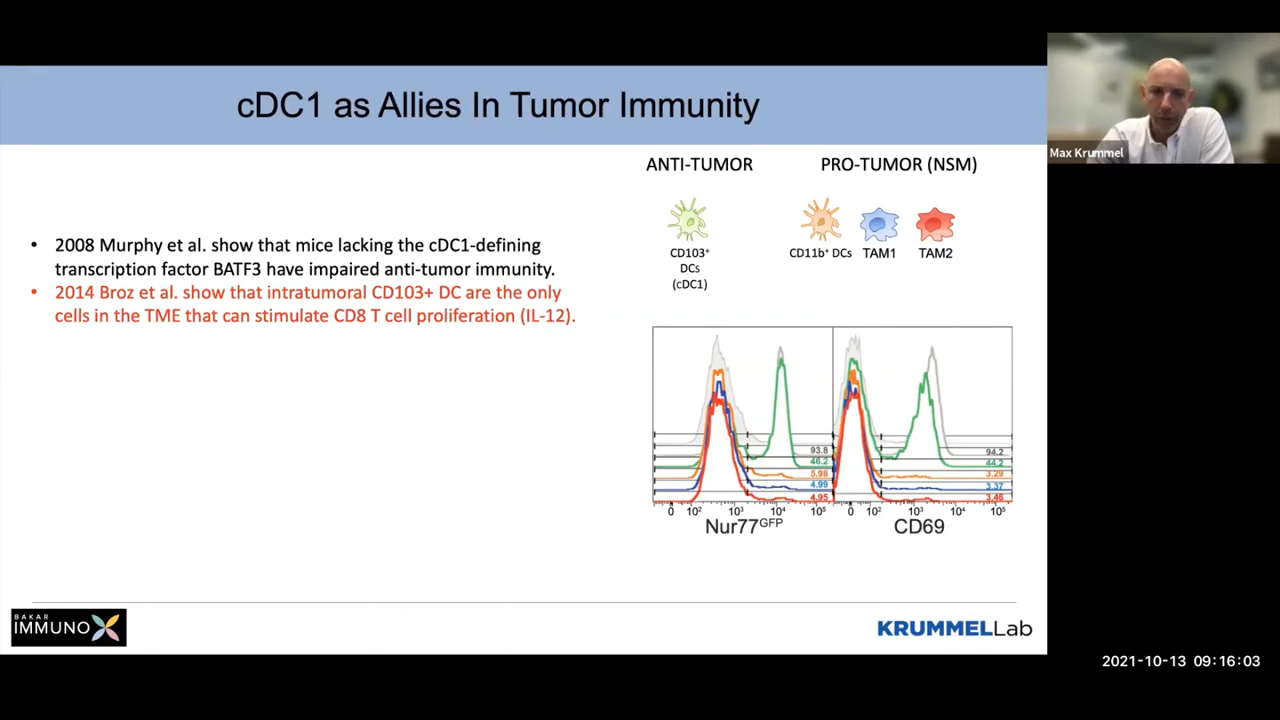 cDC1 as Allies In Tumor Immunity
Max Krummel
ANTI-TUMOR
PRO-TUMOR (NSM)
CD103⁺
DCs
(cDC1)
CD11b⁺ DCs
TAM1
TAM2
• 2008 Murphy et al. show that mice lacking the cDC1-defining
transcription factor BATF3 have impaired anti-tumor immunity.
• 2014 Broz et al. show that intratumoral CD103+ DC are the only
cells in the TME that can stimulate CD8 T cell proliferation (IL-12).
93.8
46.2
5.98
4.99
4.95
94.2
44.2
3.29
3.37
3.46
0 10² 10³ 10⁴ 10⁵
0 10² 10³ 10⁴ 10⁵
Nur77ᴳᶠᴾ
CD69
BAKAR
IMMUNOX
KRUMMELLab
2021-10-13 09:16:03